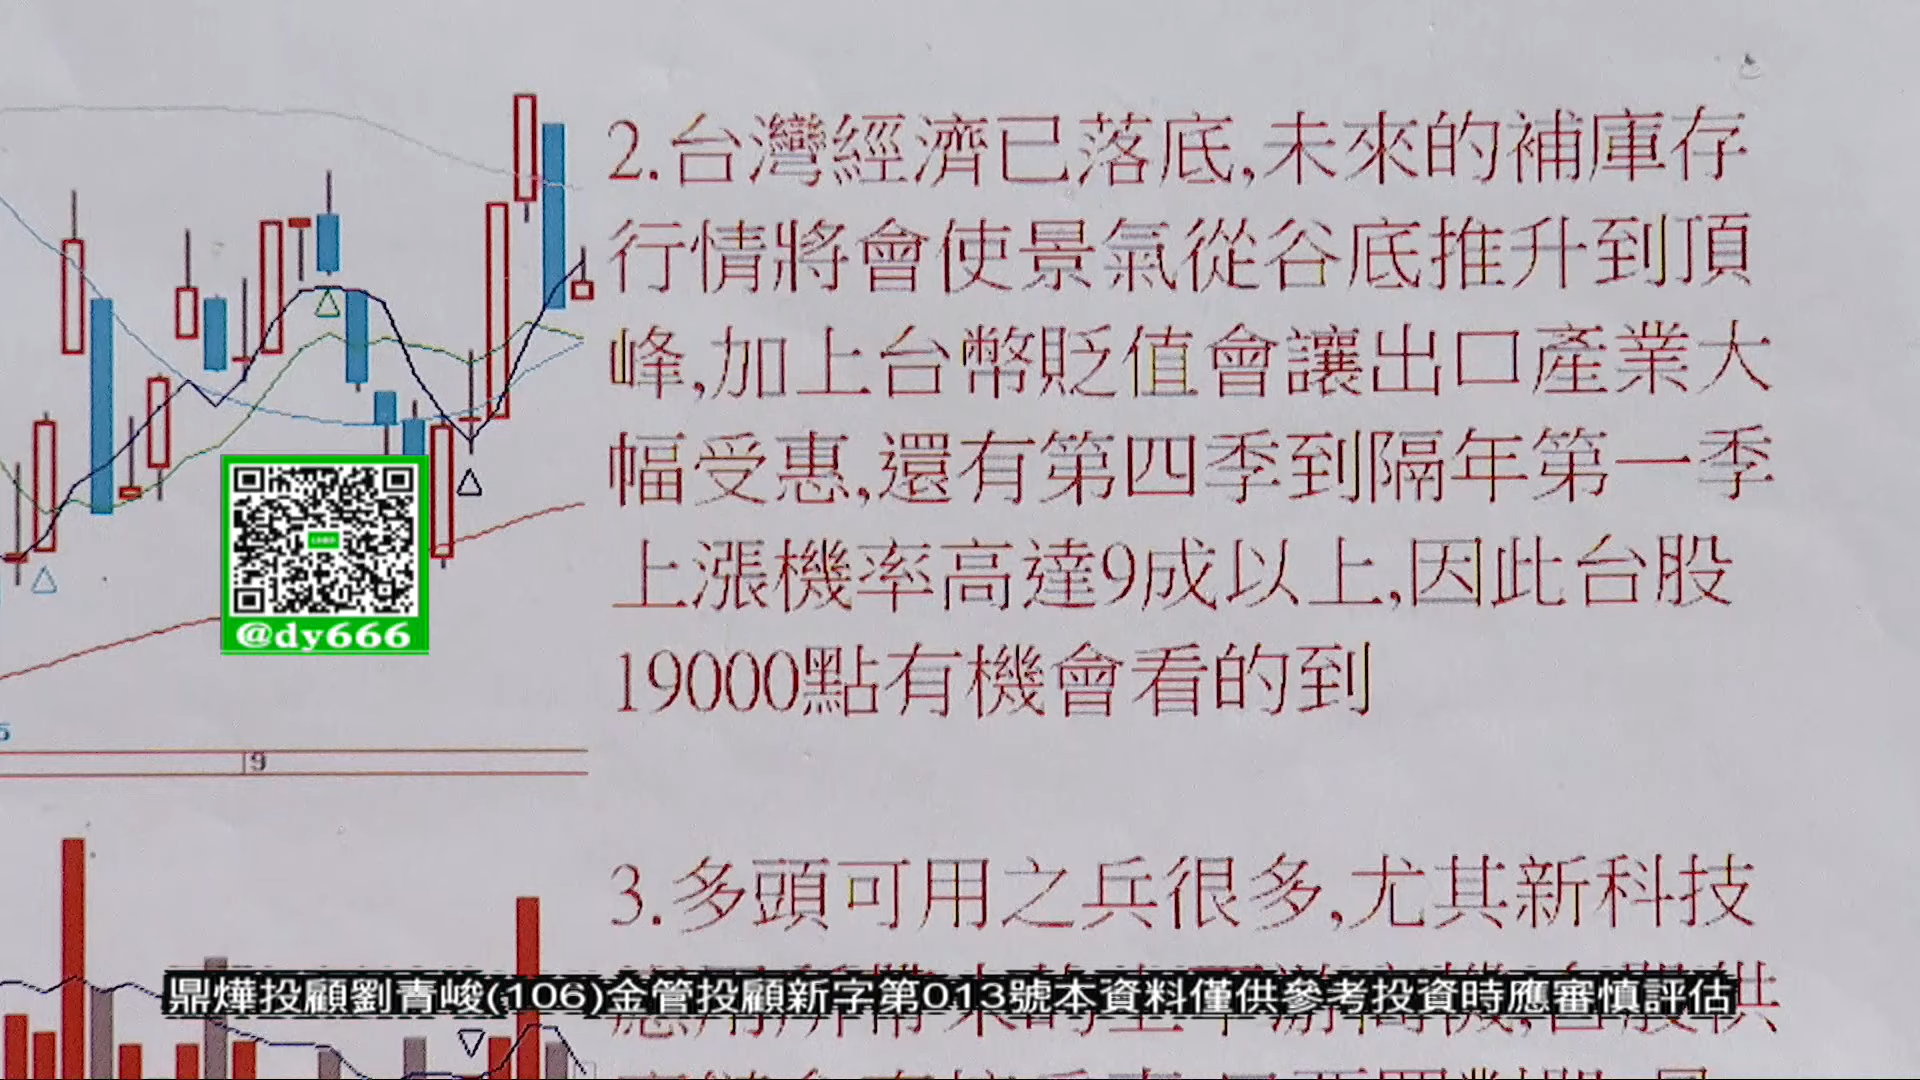 2.台灣經濟已落底,未來的補庫存
行情將會使景氣從谷底推升到頂
峰,加上台幣貶值會讓出口產業大
幅受惠,還有第四季到隔年第一季
上漲機率高達9成以上,因此台股
19000點有機會看的到
@dy666
9
3.多頭可用之兵很多,尤其新科技
鼎燁投顧劉青峻(106)金管投顧新字第013號本資料僅供參考投資時應審慎評估